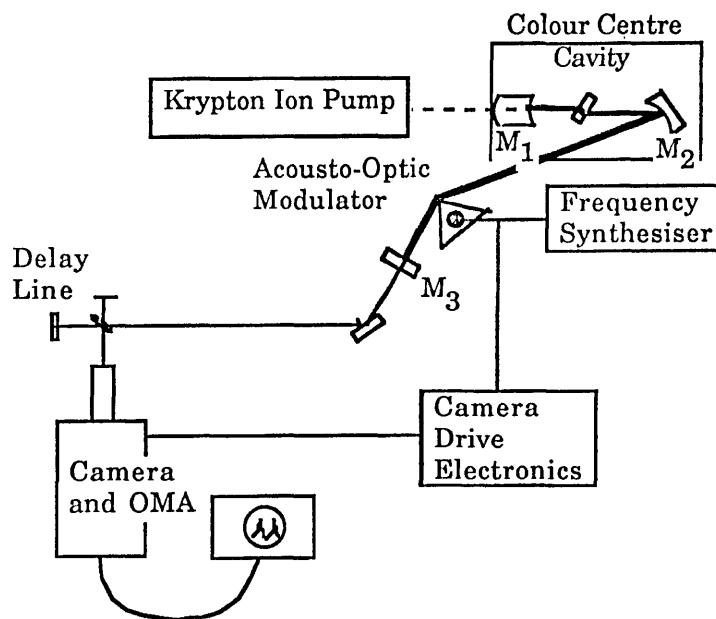 Colour Centre
Cavity
Krypton Ion Pump
M1
M2
Acousto-Optic
Modulator
Frequency
Synthesiser
Delay
Line
M3
Camera
Drive
Electronics
Camera
and OMA